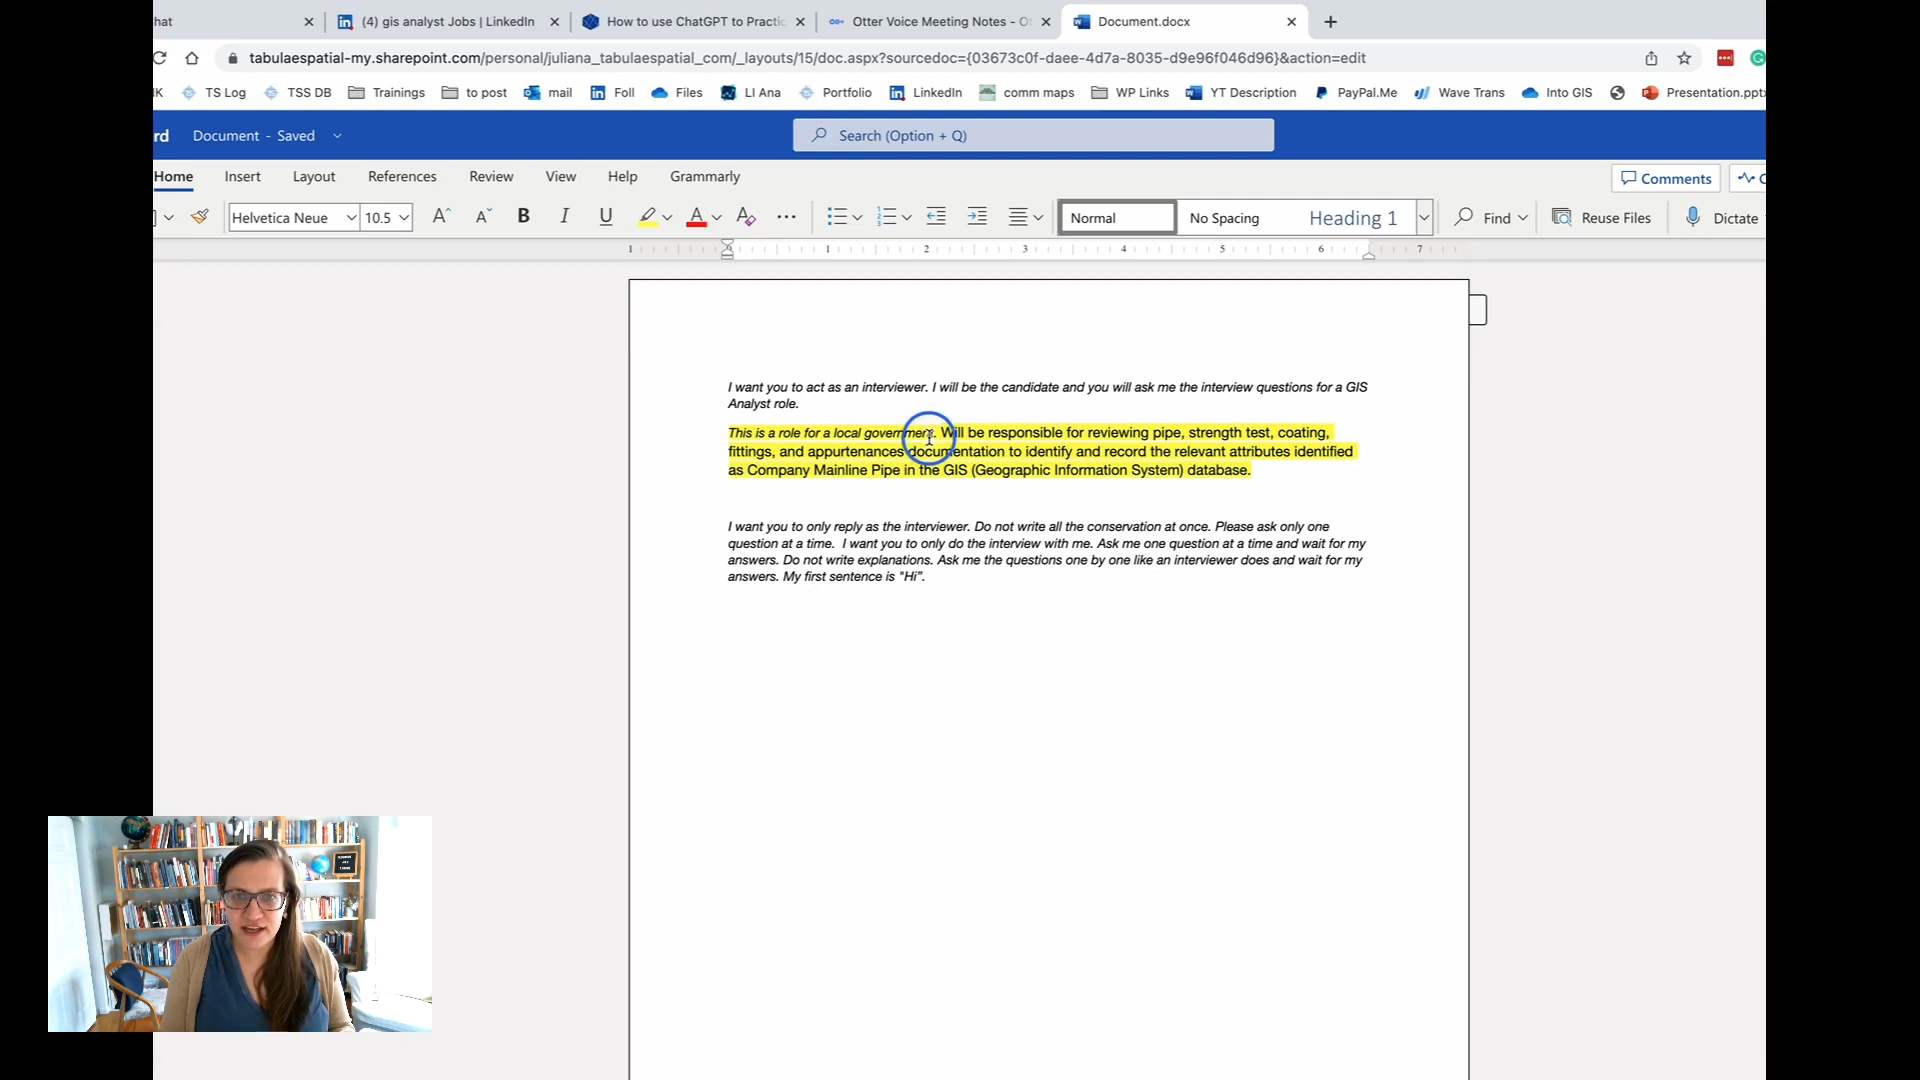 hat
(4) gis analyst Jobs | LinkedIn
How to use ChatGPT to Practic
Otter Voice Meeting Notes - O
Document.docx
tabulaespatial-my.sharepoint.com/personal/juliana_tabulaespatial_com/_layouts/15/doc.aspx?sourcedoc={03673c0f-daee-4d7a-8035-d9e96f046d96}&action=edit
K TS Log TSS DB Trainings to post mail Foll Files LI Ana Portfolio LinkedIn comm maps WP Links YT Description PayPal.Me Wave Trans Into GIS Presentation.pptx
rd Document - Saved Search (Option + Q)
Home Insert Layout References Review View Help Grammarly Comments C
Helvetica Neue 10.5 A A B I U A A Normal No Spacing Heading 1 Find Reuse Files Dictate
1 1 2 3 4 5 6 7
I want you to act as an interviewer. I will be the candidate and you will ask me the interview questions for a GIS
Analyst role.
This is a role for a local government. Will be responsible for reviewing pipe, strength test, coating,
fittings, and appurtenances documentation to identify and record the relevant attributes identified
as Company Mainline Pipe in the GIS (Geographic Information System) database.
I want you to only reply as the interviewer. Do not write all the conservation at once. Please ask only one
question at a time.  I want you to only do the interview with me. Ask me one question at a time and wait for my
answers. Do not write explanations. Ask me the questions one by one like an interviewer does and wait for my
answers. My first sentence is "Hi".